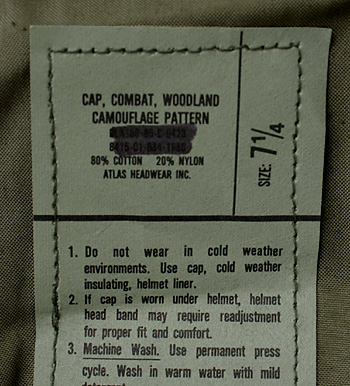 CAP, COMBAT, WOODLAND
CAMOUFLAGE PATTERN
80% COTTON 20% NYLON
ATLAS HEADWEAR INC.
SIZE: 7 1/4
1. Do not wear in cold weather
environments. Use cap, cold weather
insulating, helmet liner.
2. If cap is worn under helmet, helmet
head band may require readjustment
for proper fit and comfort.
3. Machine Wash. Use permanent press
cycle. Wash in warm water with mild
detergent